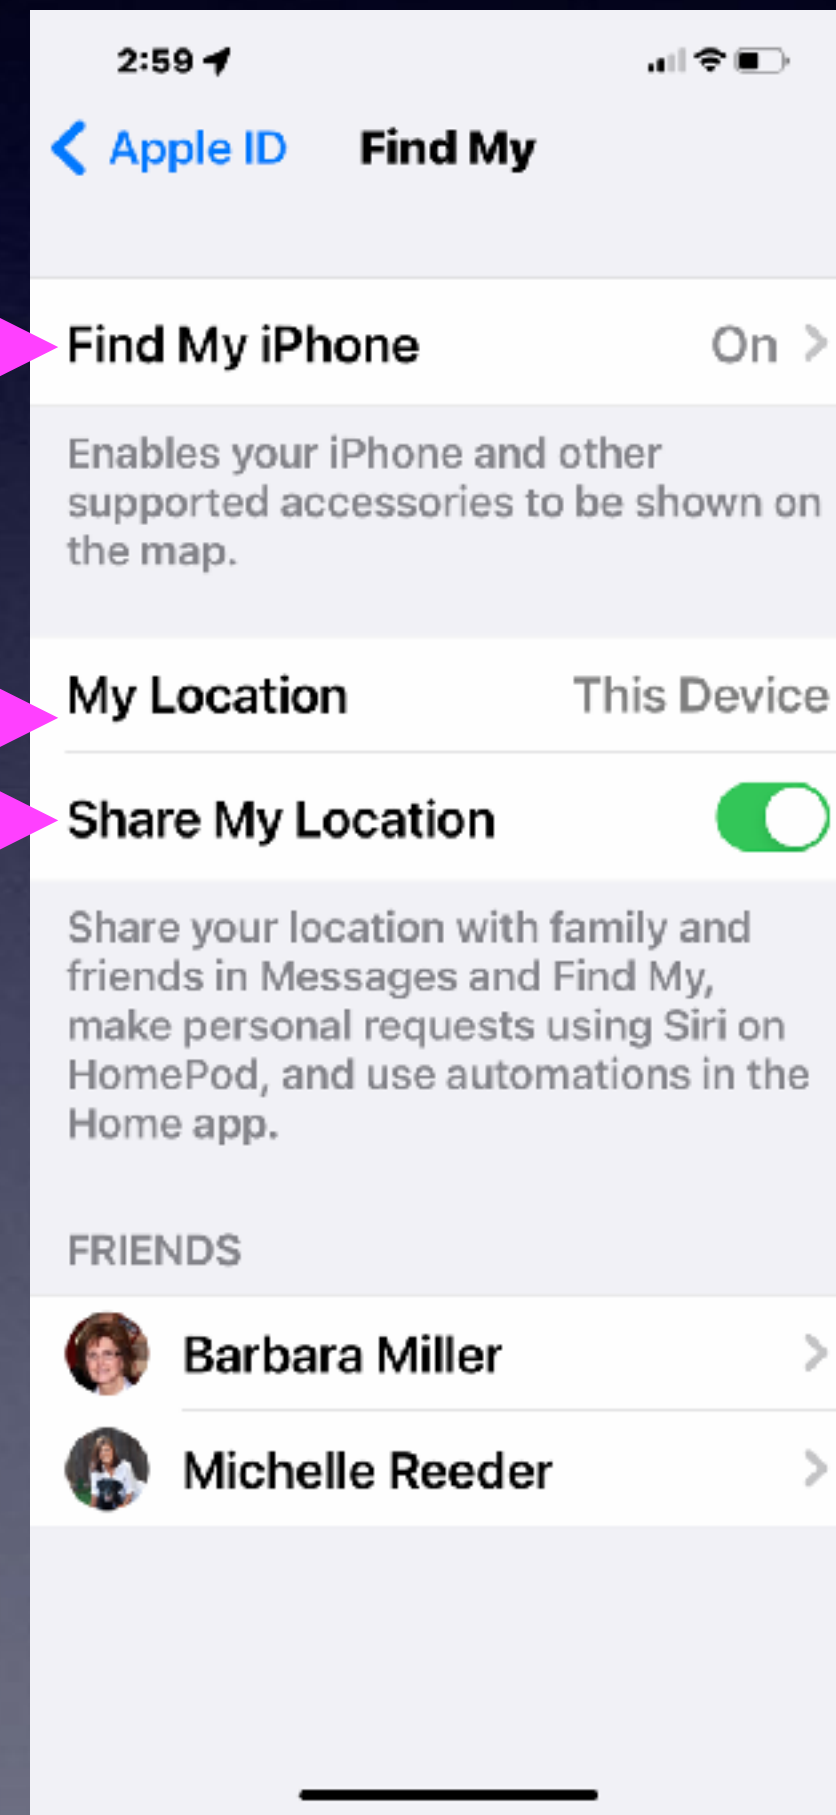 2:59
Apple ID Find My
Find My iPhone On
Enables your iPhone and other
supported accessories to be shown on
the map.
My Location This Device
Share My Location
Share your location with family and
friends in Messages and Find My,
make personal requests using Siri on
HomePod, and use automations in the
Home app.
FRIENDS
Barbara Miller
Michelle Reeder